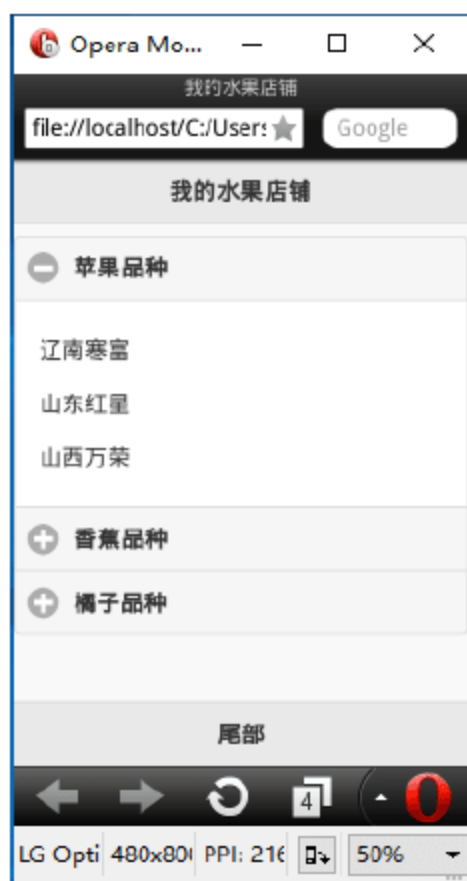 Opera Mo...
我的水果店铺
file://localhost/C:/Users
Google
我的水果店铺
苹果品种
辽南寒富
山东红星
山西万荣
香蕉品种
橘子品种
尾部
4
LG Opti 480x80 PPI: 216 50%